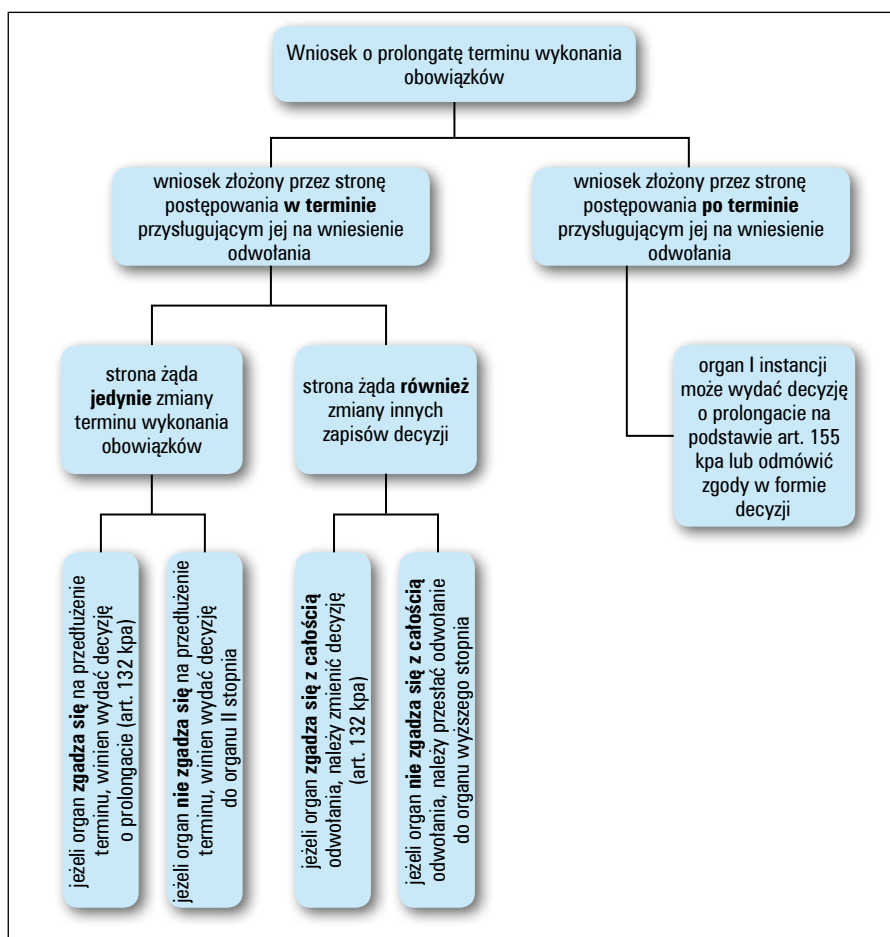 Wniosek o prolongatę terminu wykonania
obowiązków
wniosek złożony przez stronę
postępowania w terminie
przysługującym jej na wniesienie
odwołania
wniosek złożony przez stronę
postępowania po terminie
przysługującym jej na wniesienie
odwołania
strona żąda
jedynie zmiany
terminu wykonania
obowiązków
strona żąda również
zmiany innych
zapisów decyzji
organ I instancji
może wydać decyzję
o prolongacie na
podstawie art. 155
kpa lub odmówić
zgody w formie
decyzji
jeżeli organ zgadza się na przedłużenie
terminu, winien wydać decyzję
o prolongacie (art. 132 kpa)
jeżeli organ nie zgadza się na przedłużenie
terminu, winien wydać decyzję
do organu II stopnia
jeżeli organ zgadza się z całością
odwołania, należy zmienić decyzję
(art. 132 kpa)
jeżeli organ nie zgadza się z całością
odwołania, należy przesłać odwołanie
do organu wyższego stopnia